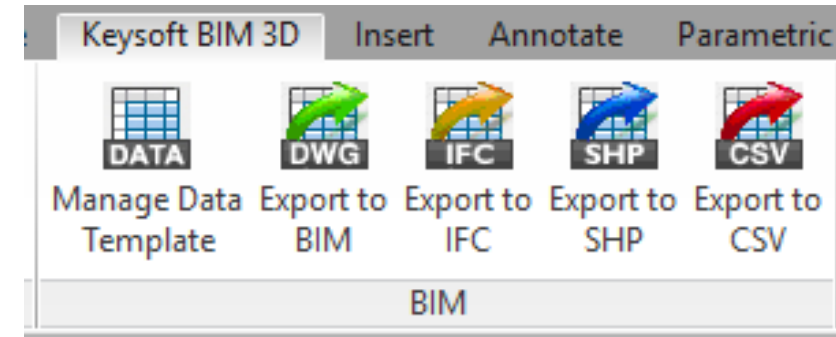 Keysoft BIM 3D Insert Annotate Parametric
DATA DWG IFC SHP CSV
Manage Data Export to Export to Export to Export to
Template BIM IFC SHP CSV
BIM